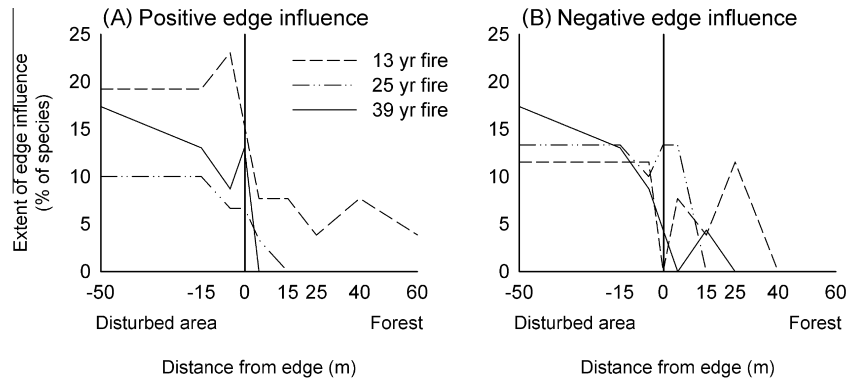 (A) Positive edge influence
(B) Negative edge influence
Extent of edge influence
(% of species)
25
20
15
10
5
0
13 yr fire
25 yr fire
39 yr fire
-50 -15 0 15 25 40 60
Disturbed area Forest
Distance from edge (m)
25
20
15
10
5
0
-50 -15 0 15 25 40 60
Disturbed area Forest
Distance from edge (m)